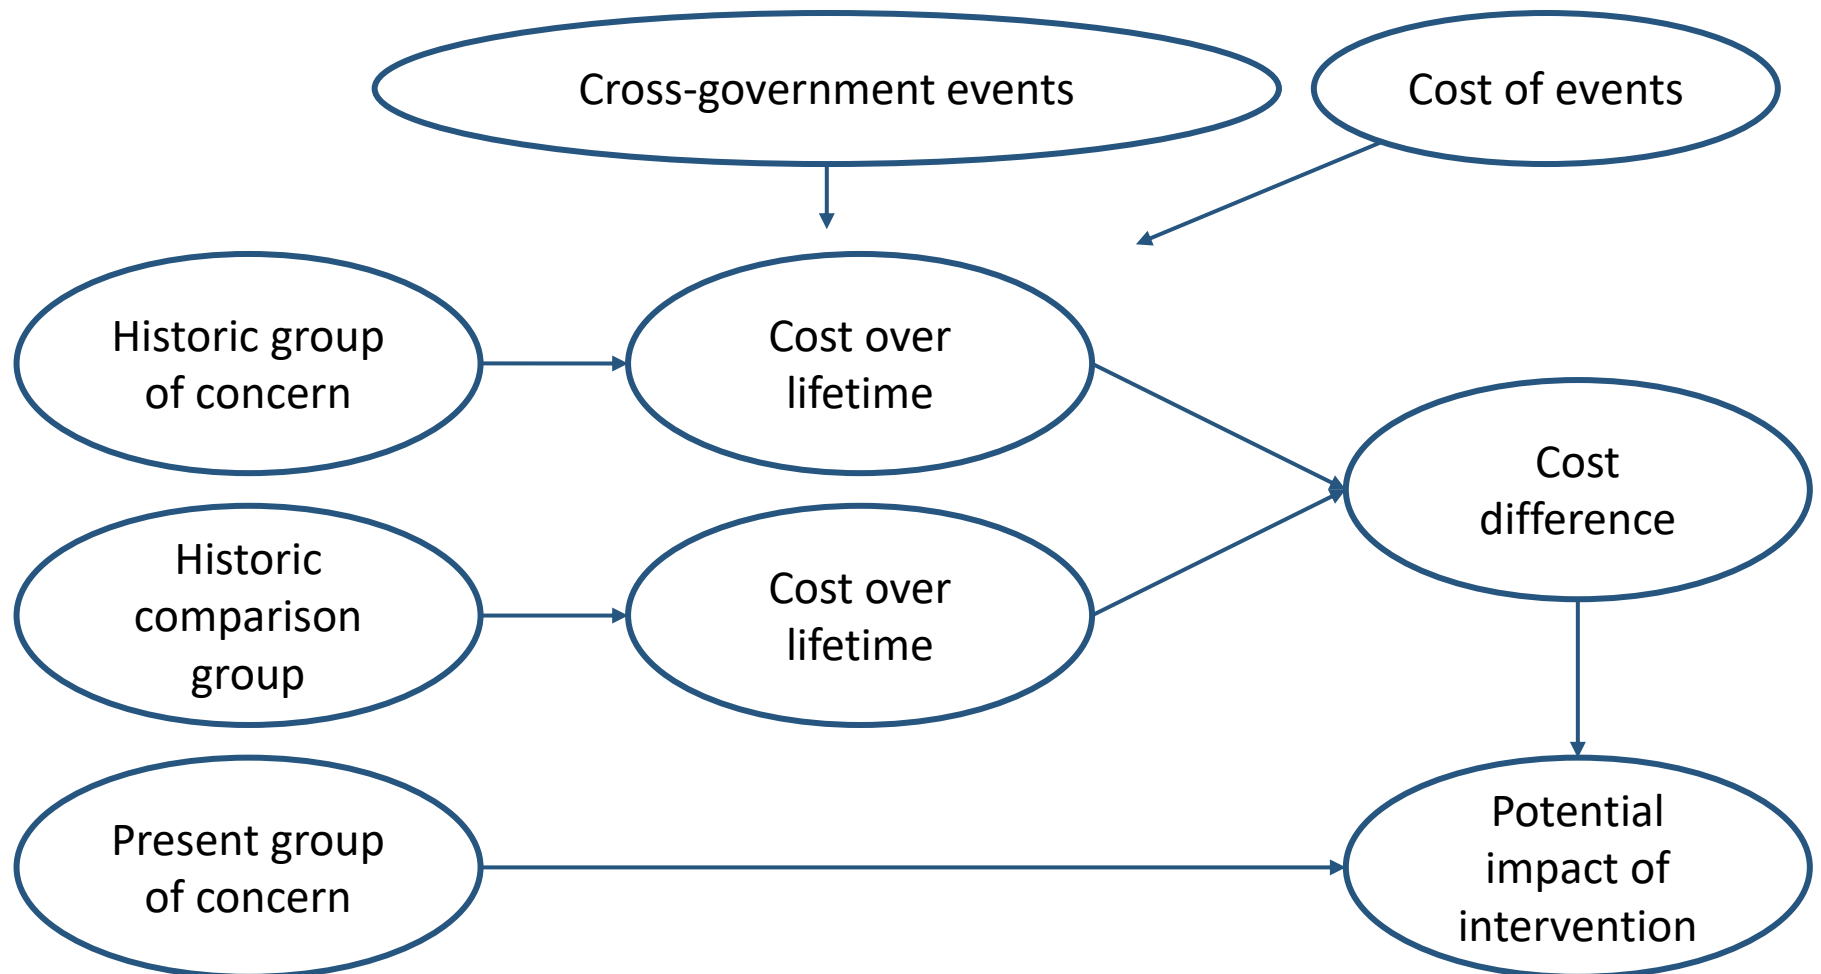 Cross-government events
Cost of events
Historic group
of concern
Cost over
lifetime
Cost
difference
Historic
comparison
group
Cost over
lifetime
Present group
of concern
Potential
impact of
intervention